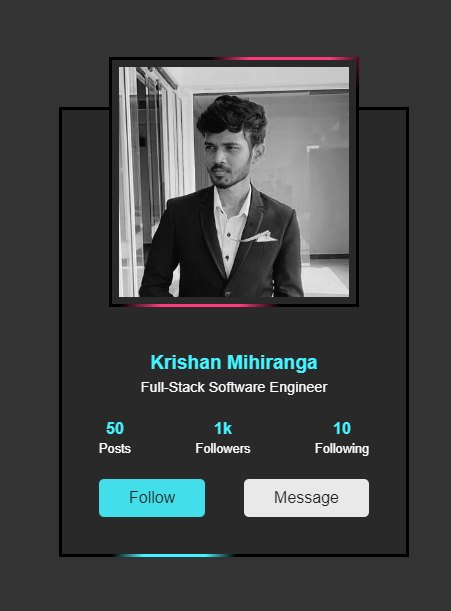 Krishan Mihiranga
Full-Stack Software Engineer
50 1k 10
Posts Followers Following
Follow Message